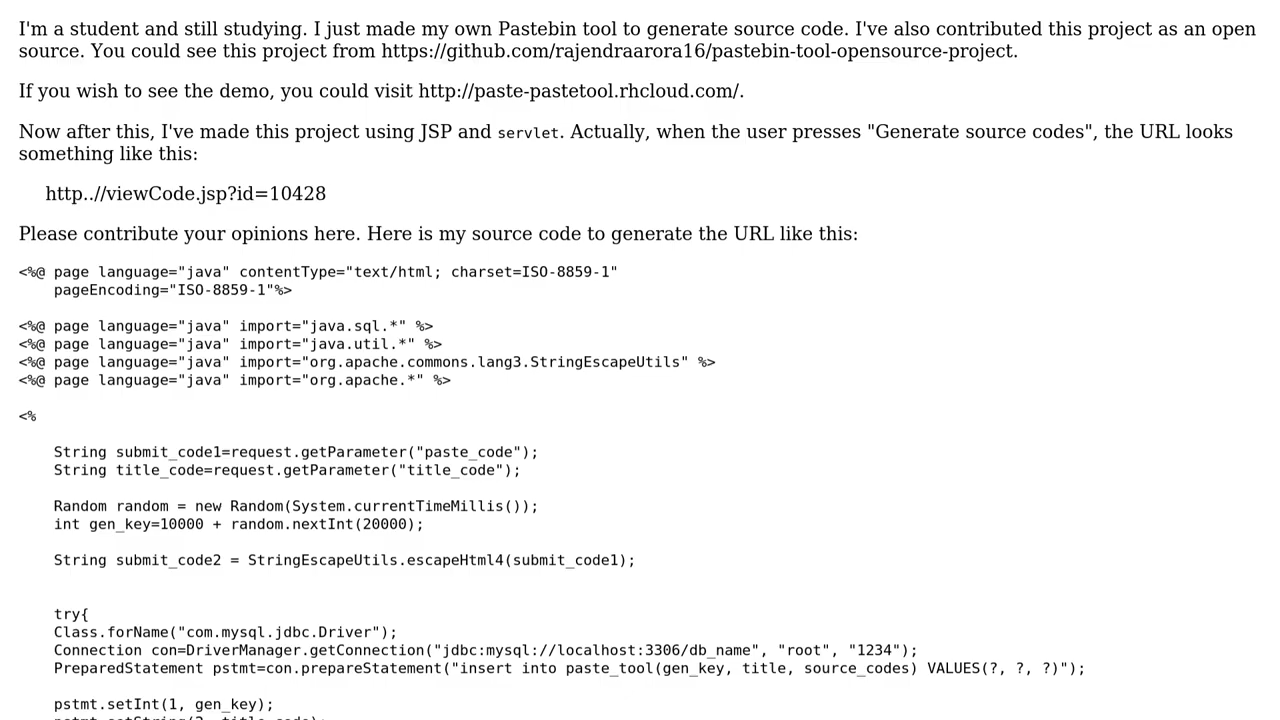 I'm a student and still studying. I just made my own Pastebin tool to generate source code. I've also contributed this project as an open
source. You could see this project from https://github.com/rajendraarora16/pastebin-tool-opensource-project.
If you wish to see the demo, you could visit http://paste-pastetool.rhcloud.com/.
Now after this, I've made this project using JSP and servlet. Actually, when the user presses "Generate source codes", the URL looks
something like this:
http..//viewCode.jsp?id=10428
Please contribute your opinions here. Here is my source code to generate the URL like this:
<%@ page language="java" contentType="text/html; charset=ISO-8859-1"
    pageEncoding="ISO-8859-1"%>
<%@ page language="java" import="java.sql.*" %>
<%@ page language="java" import="java.util.*" %>
<%@ page language="java" import="org.apache.commons.lang3.StringEscapeUtils" %>
<%@ page language="java" import="org.apache.*" %>
<%
    String submit_code1=request.getParameter("paste_code");
    String title_code=request.getParameter("title_code");
    Random random = new Random(System.currentTimeMillis());
    int gen_key=10000 + random.nextInt(20000);
    String submit_code2 = StringEscapeUtils.escapeHtml4(submit_code1);
    try{
    Class.forName("com.mysql.jdbc.Driver");
    Connection con=DriverManager.getConnection("jdbc:mysql://localhost:3306/db_name", "root", "1234");
    PreparedStatement pstmt=con.prepareStatement("insert into paste_tool(gen_key, title, source_codes) VALUES(?, ?, ?)");
    pstmt.setInt(1, gen_key);
    pstmt.setString(2, title_code);